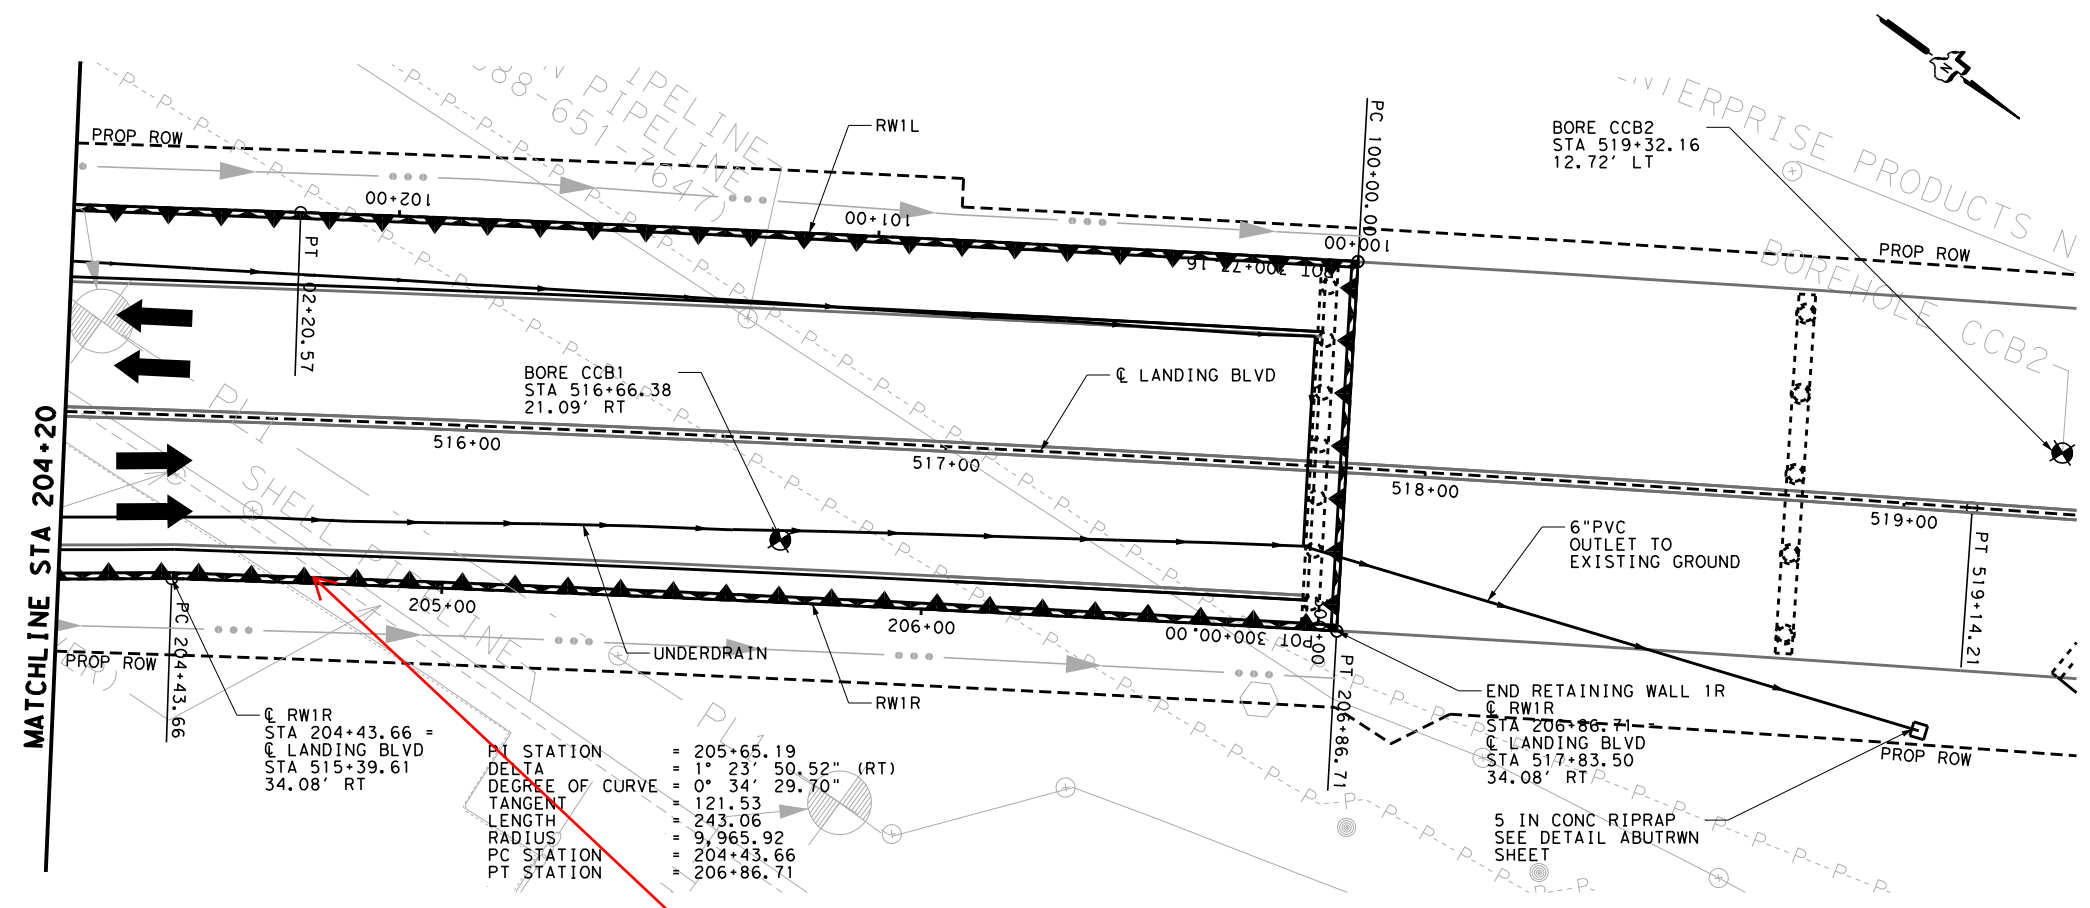 PROP ROW
RW1L
PC 100+00.00
BORE CCB2
STA 519+32.16
12.72' LT
ENTERPRISE PRODUCTS
BOREHOLE CCB2
PROP ROW
PIPELINE
PIPELINE
102+00
101+00
100+00
PT
02+20.57
BORE CCB1
STA 516+66.38
21.09' RT
℄ LANDING BLVD
516+00
517+00
518+00
519+00
MATCHLINE STA 204+20
PL1
SHELL PIPELINE
6"PVC
OUTLET TO
EXISTING GROUND
PT 519+14.21
205+00
206+00
POT 300+00.00
UNDERDRAIN
RW1R
PROP ROW
PC 204+43.66
PT 206+86.71
℄ RW1R
STA 204+43.66 =
℄ LANDING BLVD
STA 515+39.61
34.08' RT
PI STATION = 205+65.19
DELTA = 1° 23' 50.52" (RT)
DEGREE OF CURVE = 0° 34' 29.70"
TANGENT = 121.53
LENGTH = 243.06
RADIUS = 9,965.92
PC STATION = 204+43.66
PT STATION = 206+86.71
END RETAINING WALL 1R
℄ RW1R
STA 206+86.71 =
℄ LANDING BLVD
STA 517+83.50
34.08' RT
PROP ROW
5 IN CONC RIPRAP
SEE DETAIL ABUTRWN
SHEET